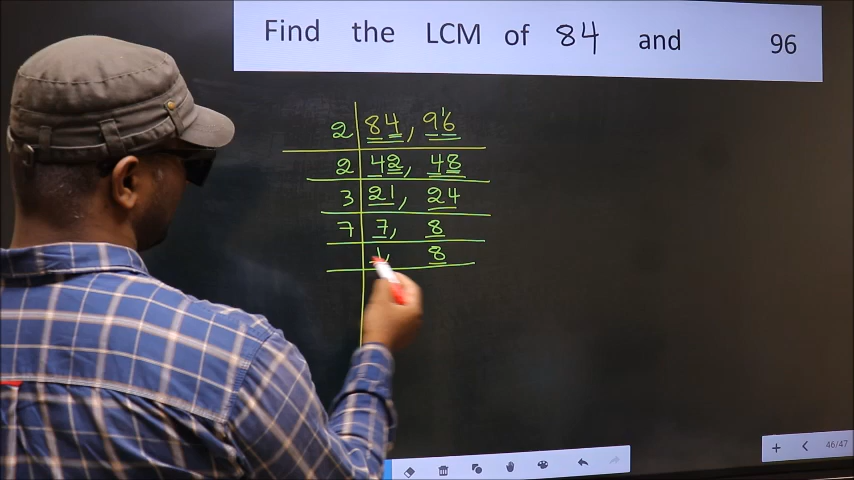 Find the LCM of 84 and 96
2 84, 96
2 42, 48
3 21, 24
7 7, 8
1, 8
46/47